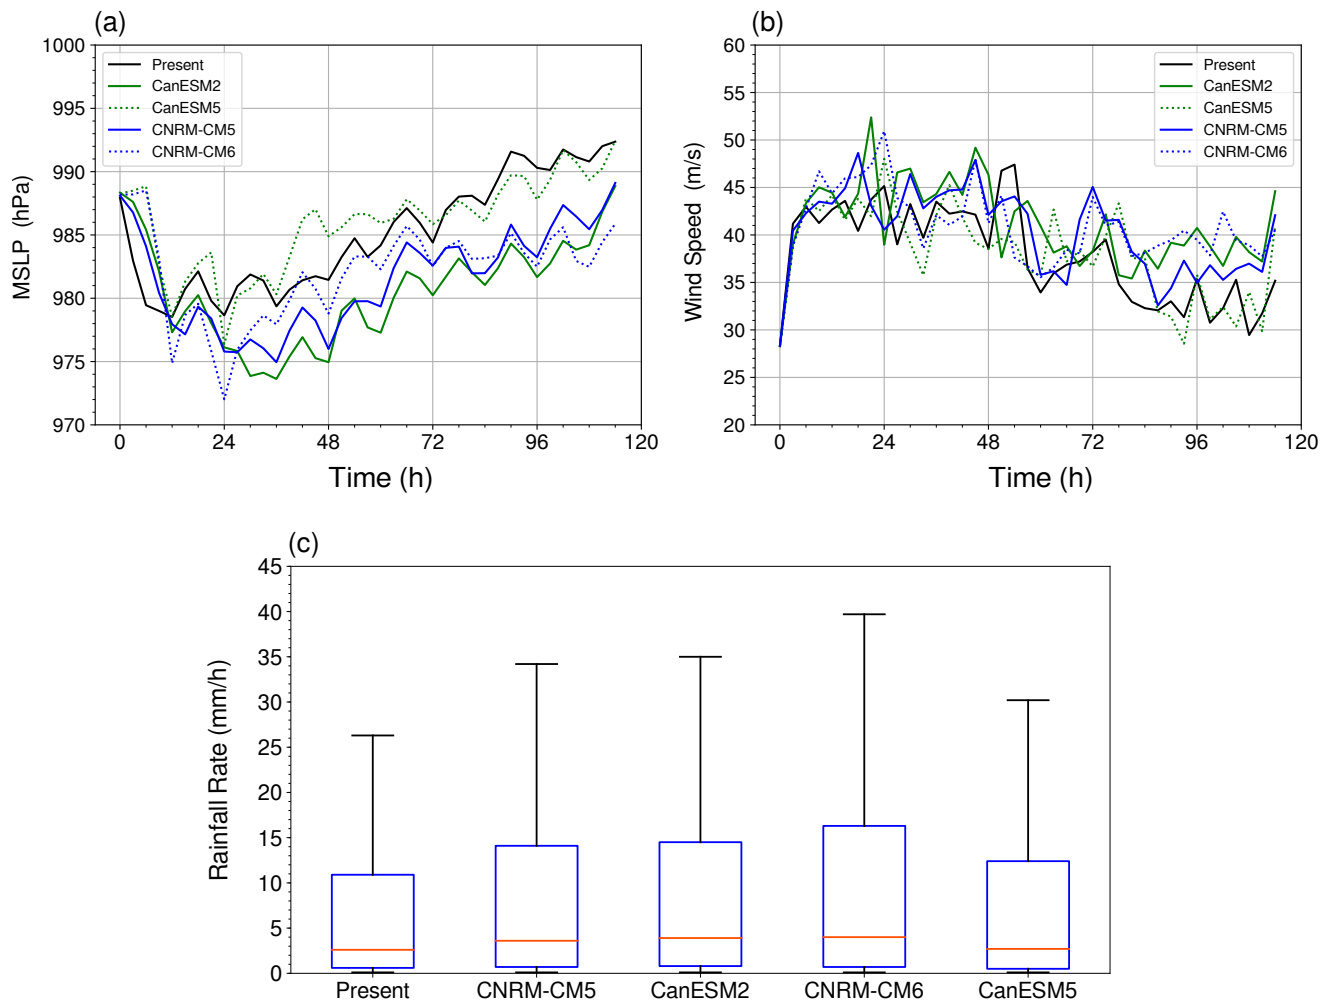 (a)
1000
995
990
985
980
975
970
MSLP (hPa)
Present
CanESM2
CanESM5
CNRM-CM5
CNRM-CM6
0 24 48 72 96 120
Time (h)
(b)
60
55
50
45
40
35
30
25
20
Wind Speed (m/s)
Present
CanESM2
CanESM5
CNRM-CM5
CNRM-CM6
0 24 48 72 96 120
Time (h)
(c)
45
40
35
30
25
20
15
10
5
0
Rainfall Rate (mm/h)
Present CNRM-CM5 CanESM2 CNRM-CM6 CanESM5